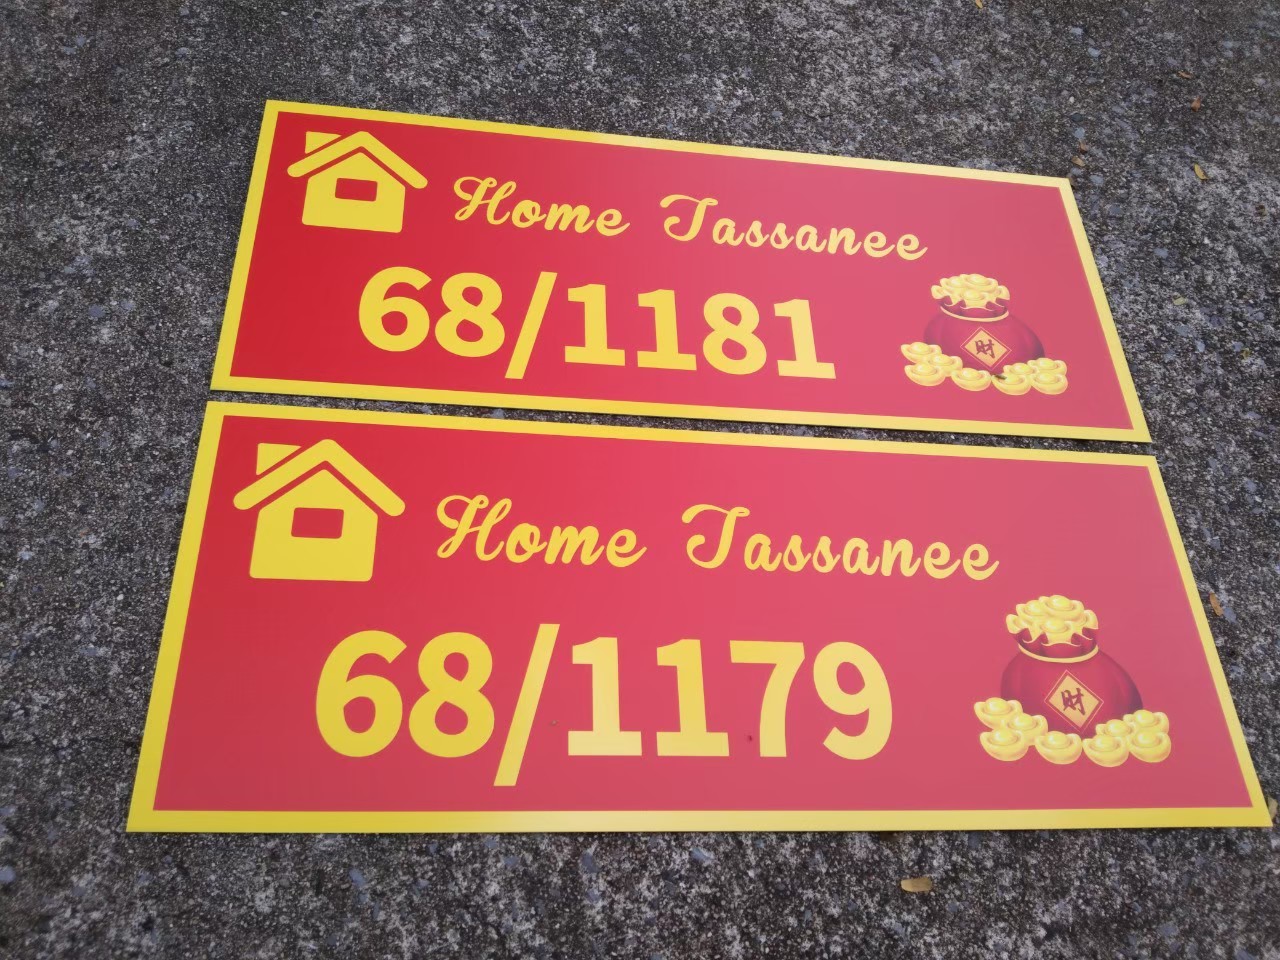 Home Tassanee
68/1181
财
Home Tassanee
68/1179
财